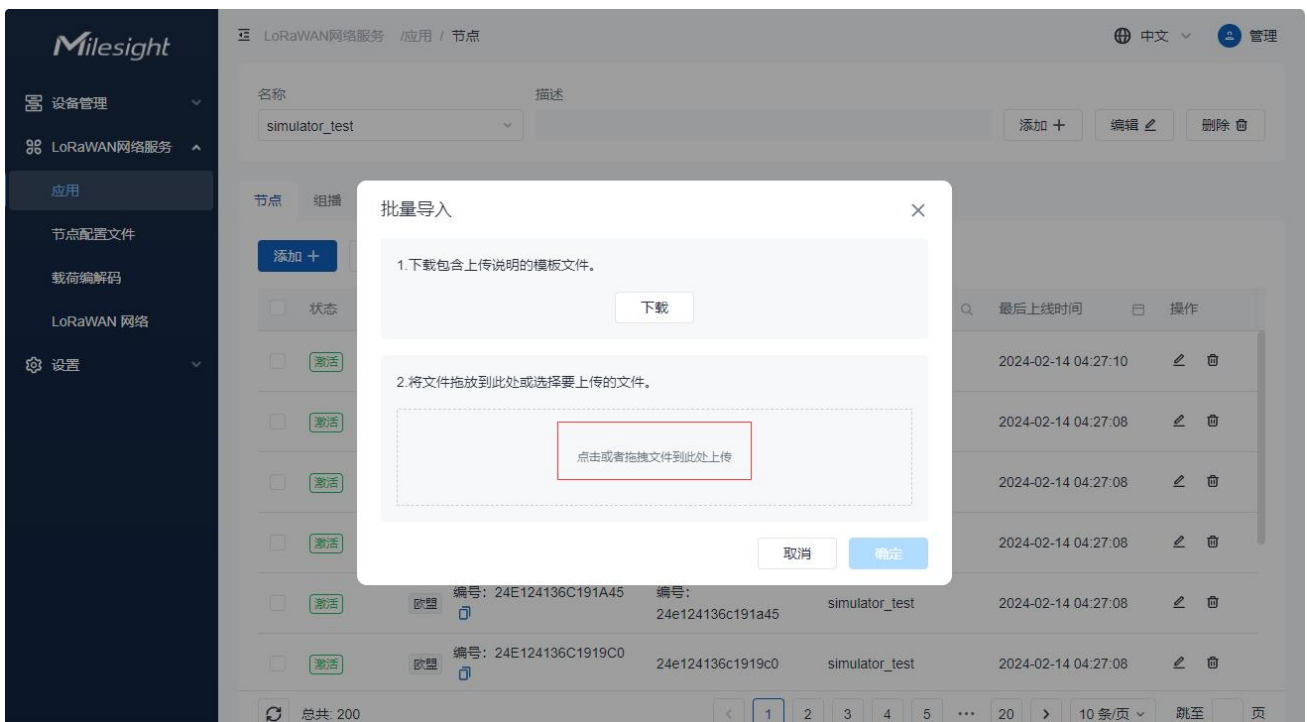 Milesight
LoRaWAN网络服务 /应用 / 节点
中文
管理
设备管理
LoRaWAN网络服务
应用
节点配置文件
载荷编解码
LoRaWAN 网络
设置
名称
描述
simulator_test
添加
编辑
删除
节点
组播
添加
状态
最后上线时间
操作
批量导入
1.下载包含上传说明的模板文件。
下载
2.将文件拖放到此处或选择要上传的文件。
点击或者拖拽文件到此处上传
取消
确定
激活
2024-02-14 04:27:10
激活
2024-02-14 04:27:08
激活
2024-02-14 04:27:08
激活
2024-02-14 04:27:08
激活 欧盟 编号：24E124136C191A45 编号： 24e124136c191a45 simulator_test 2024-02-14 04:27:08
激活 欧盟 编号：24E124136C1919C0 24e124136c1919c0 simulator_test 2024-02-14 04:27:08
总共: 200
1 2 3 4 5 ••• 20 10 条/页 跳至 页